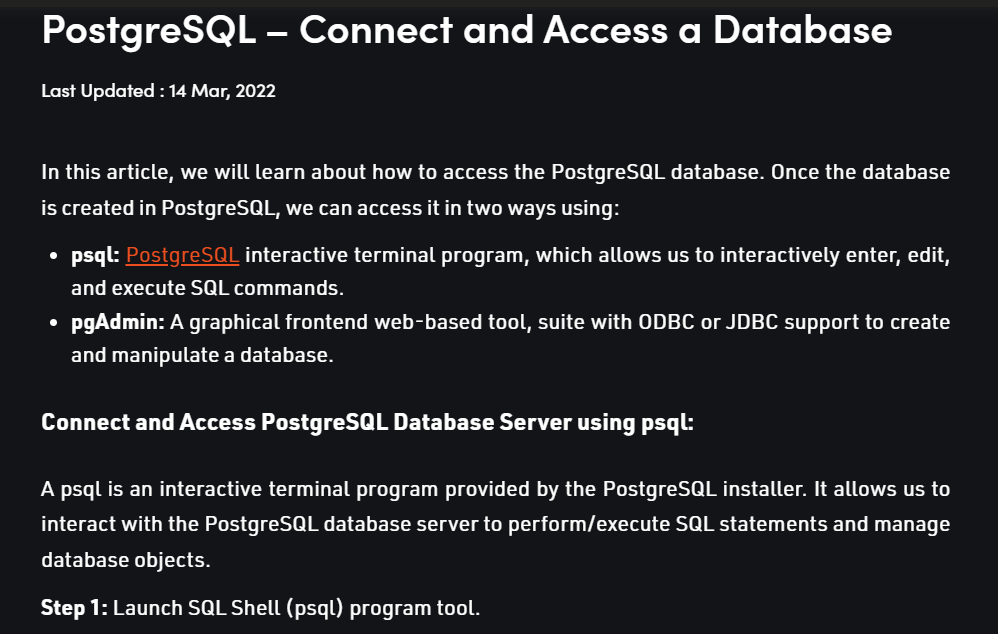 PostgreSQL – Connect and Access a Database
Last Updated : 14 Mar, 2022
In this article, we will learn about how to access the PostgreSQL database. Once the database
is created in PostgreSQL, we can access it in two ways using:
• psql: PostgreSQL interactive terminal program, which allows us to interactively enter, edit,
and execute SQL commands.
• pgAdmin: A graphical frontend web-based tool, suite with ODBC or JDBC support to create
and manipulate a database.
Connect and Access PostgreSQL Database Server using psql:
A psql is an interactive terminal program provided by the PostgreSQL installer. It allows us to
interact with the PostgreSQL database server to perform/execute SQL statements and manage
database objects.
Step 1: Launch SQL Shell (psql) program tool.